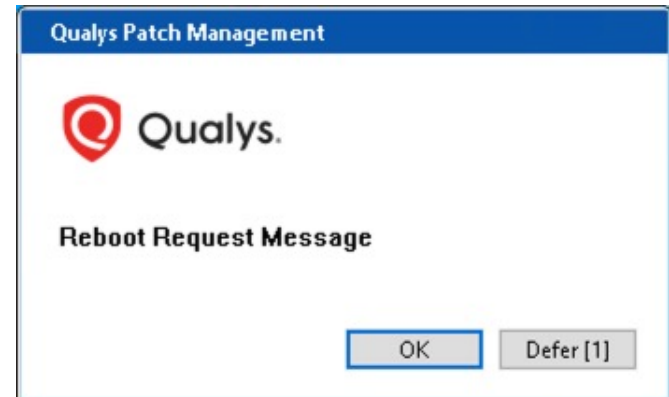 Qualys Patch Management
Qualys.
Reboot Request Message
OK Defer [1]